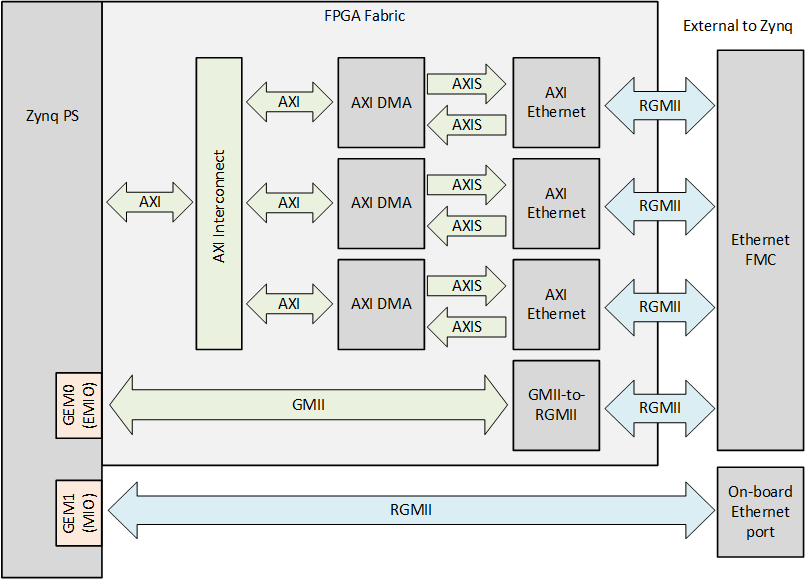 FPGA Fabric
External to Zynq
Zynq PS
AXI
AXI Interconnect
AXI
AXI DMA
AXIS
AXIS
AXI
Ethernet
RGMII
AXI
AXI DMA
AXIS
AXIS
AXI
Ethernet
RGMII
AXI
AXI DMA
AXIS
AXIS
AXI
Ethernet
RGMII
Ethernet
FMC
GEM0
(EMIO)
GMII
GMII-to-
RGMII
RGMII
GEM1
(MIO)
RGMII
On-board
Ethernet
port